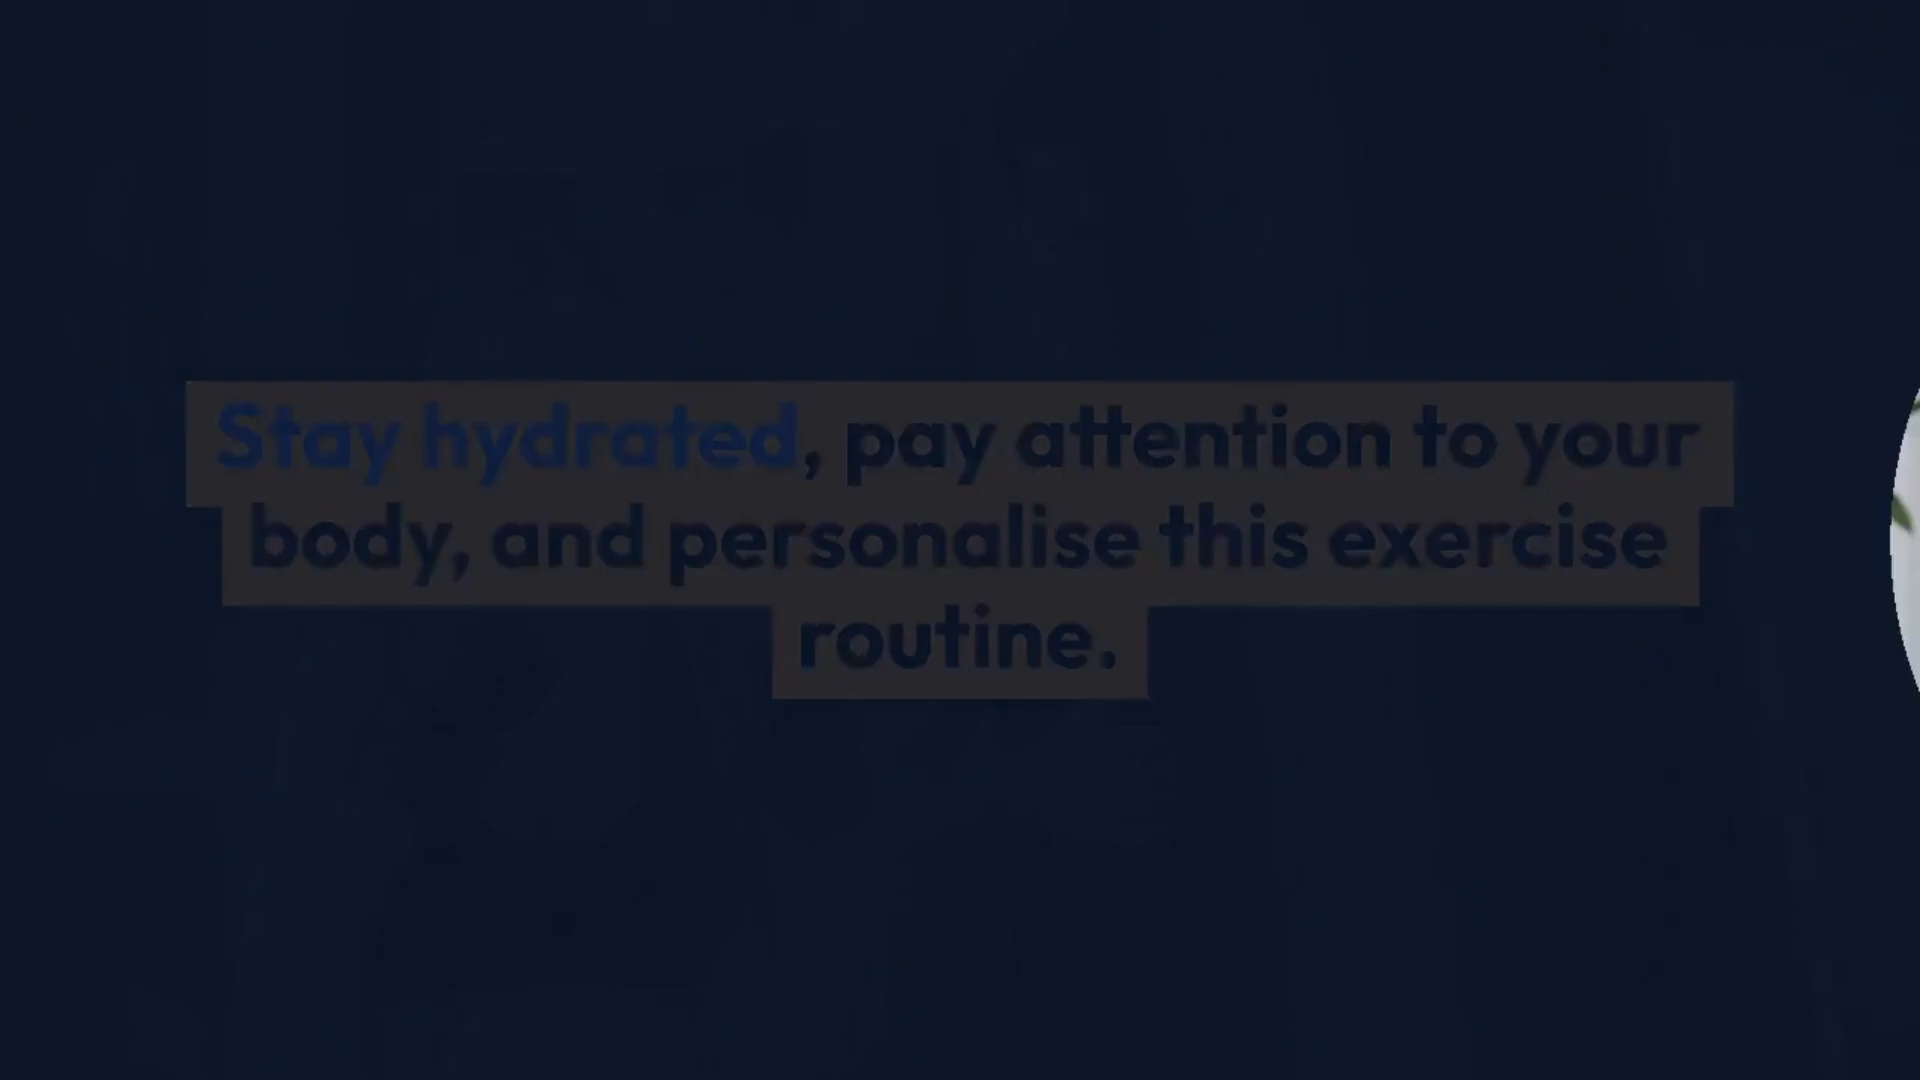 Stay hydrated, pay attention to your
body, and personalise this exercise
routine.